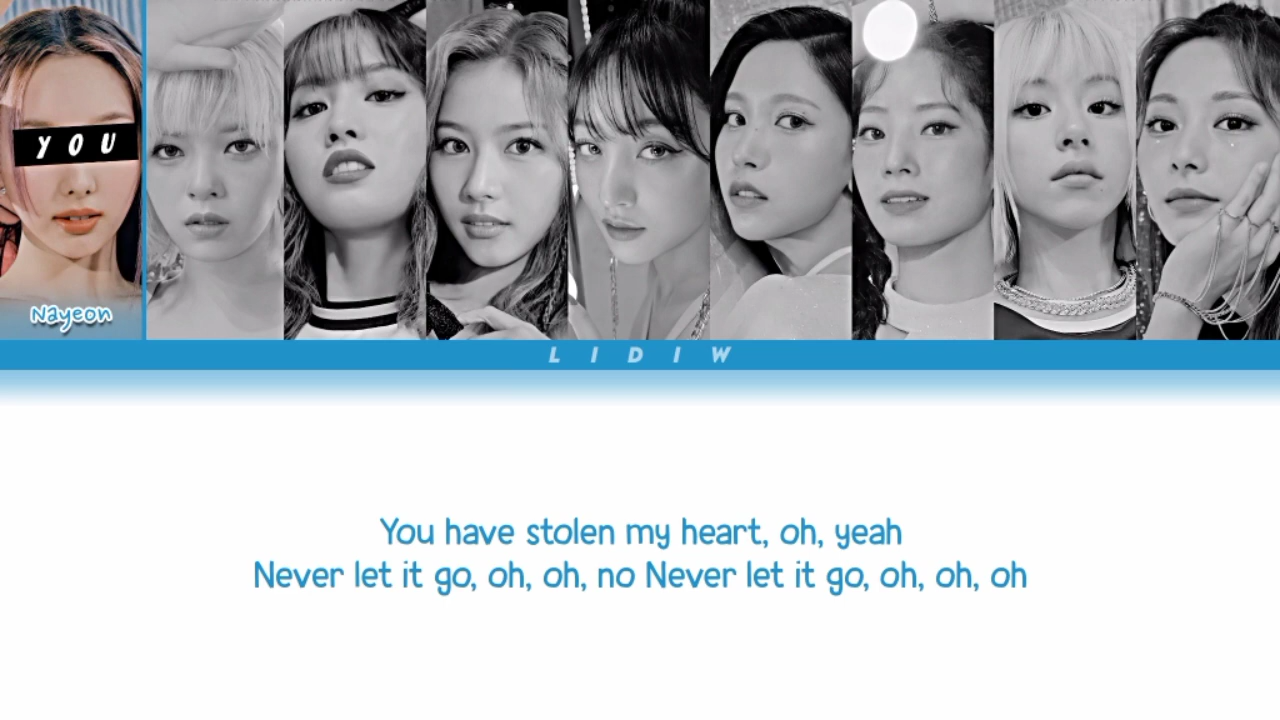 YOU
Nayeon
LIDIW
You have stolen my heart, oh, yeah
Never let it go, oh, oh, no Never let it go, oh, oh, oh